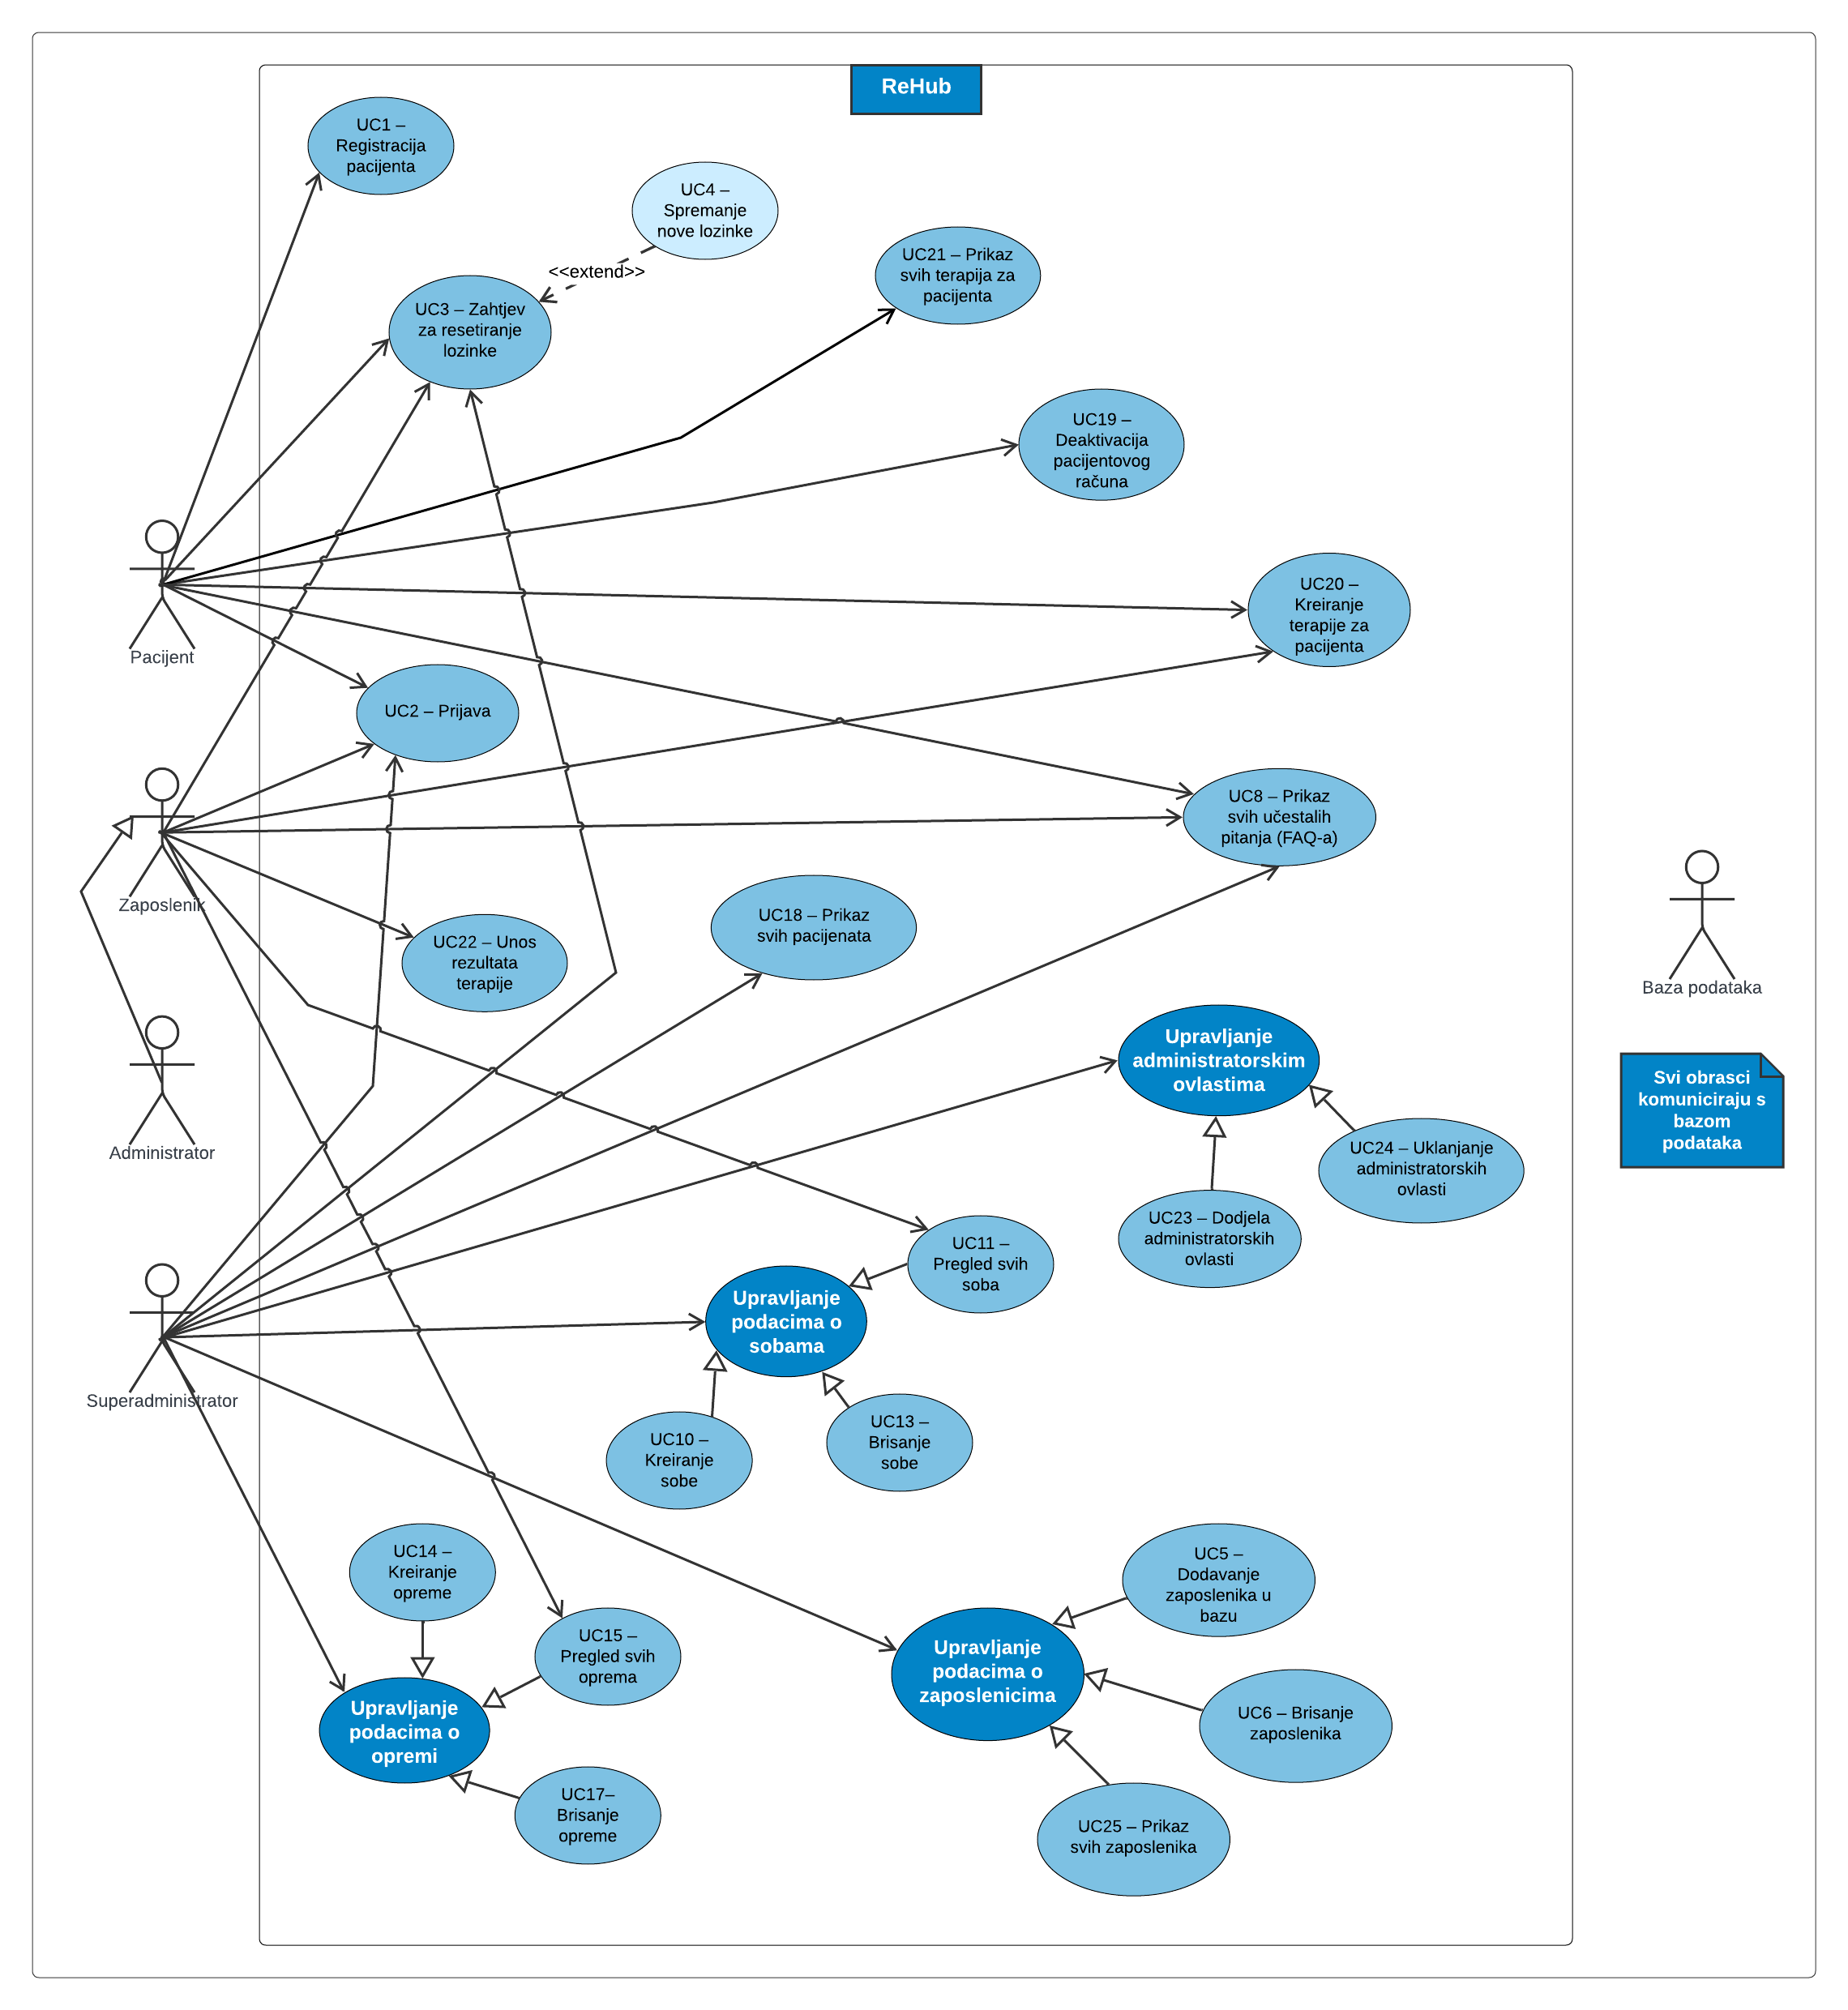 ReHub
UC1 –
Registracija
pacijenta
UC4 –
Spremanje
nove lozinke
<<extend>>
UC21 – Prikaz
svih terapija za
pacijenta
UC3 – Zahtjev
za resetiranje
lozinke
UC19 –
Deaktivacija
pacijentovog
računa
UC20 –
Kreiranje
terapije za
pacijenta
Pacijent
UC2 – Prijava
UC8 – Prikaz
svih učestalih
pitanja (FAQ-a)
Zaposlenik
UC18 – Prikaz
svih pacijenata
UC22 – Unos
rezultata
terapije
Baza podataka
Upravljanje
administratorskim
ovlastima
Svi obrasci
komuniciraju s
bazom
podataka
Administrator
UC24 – Uklanjanje
administratorskih
ovlasti
UC23 – Dodjela
administratorskih
ovlasti
UC11 –
Pregled svih
soba
Upravljanje
podacima o
sobama
Superadministrator
UC13 –
Brisanje
sobe
UC10 –
Kreiranje
sobe
UC14 –
Kreiranje
opreme
UC5 –
Dodavanje
zaposlenika u
bazu
UC15 –
Pregled svih
oprema
Upravljanje
podacima o
zaposlenicima
Upravljanje
podacima o
opremi
UC6 – Brisanje
zaposlenika
UC17–
Brisanje
opreme
UC25 – Prikaz
svih zaposlenika